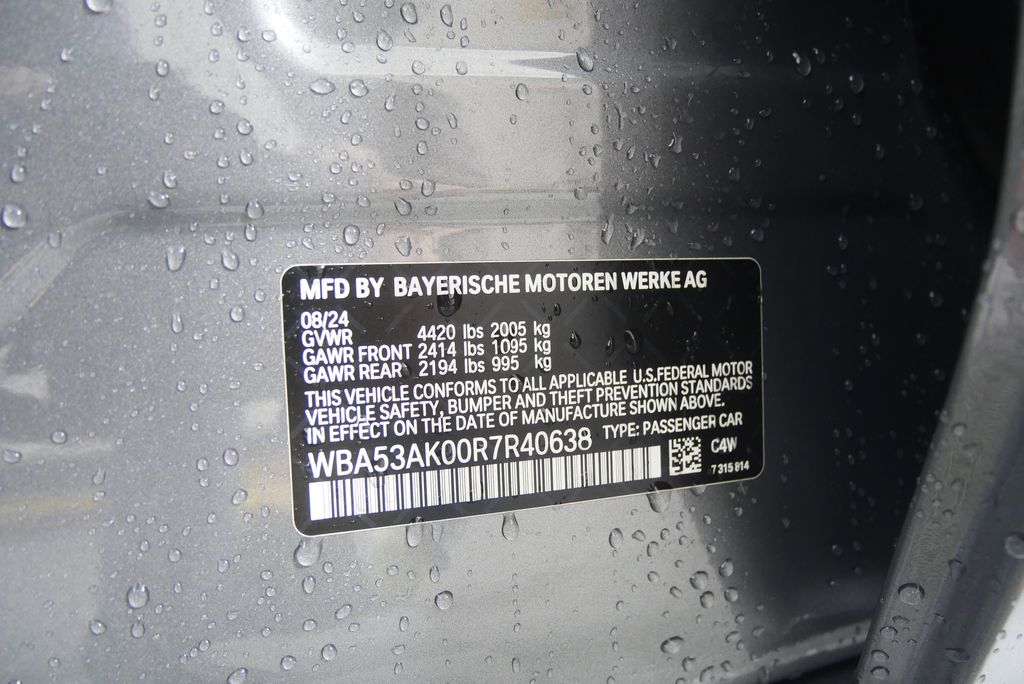 MFD BY BAYERISCHE MOTOREN WERKE AG
08/24
GVWR 4420 lbs 2005 kg
GAWR FRONT 2414 lbs 1095 kg
GAWR REAR 2194 lbs 995 kg
THIS VEHICLE CONFORMS TO ALL APPLICABLE U.S.FEDERAL MOTOR
VEHICLE SAFETY, BUMPER AND THEFT PREVENTION STANDARDS
IN EFFECT ON THE DATE OF MANUFACTURE SHOWN ABOVE.
WBA53AK00R7R40638 TYPE: PASSENGER CAR
C4W
7 315 814